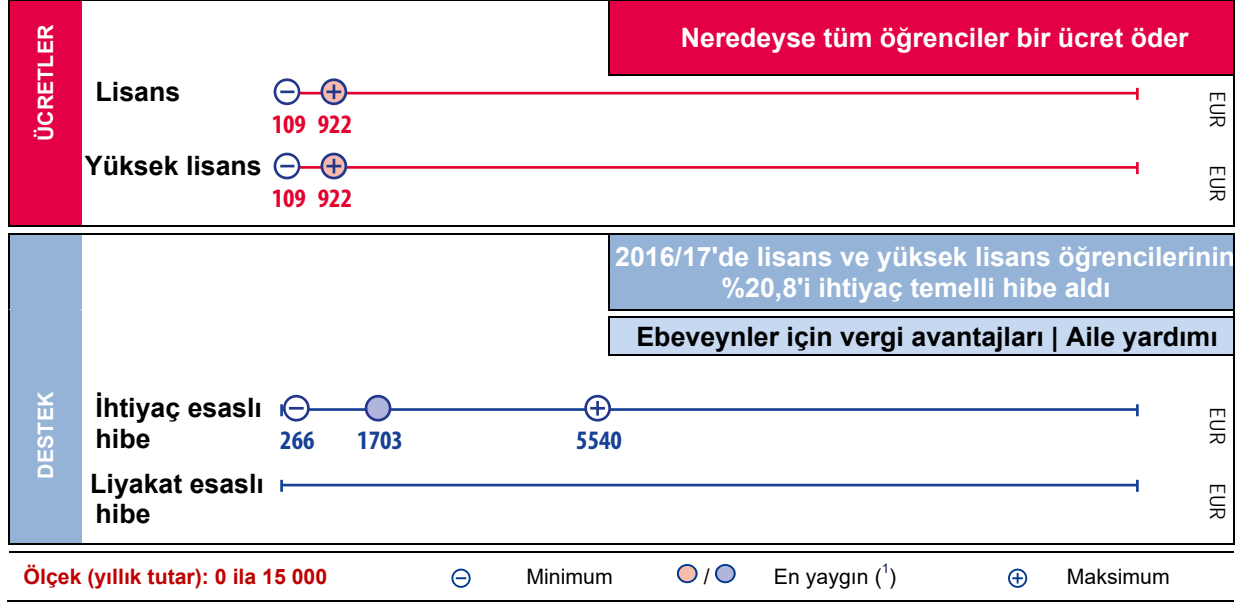 ÜCRETLER
Neredeyse tüm öğrenciler bir ücret öder
Lisans
109 922
EUR
Yüksek lisans
109 922
EUR
DESTEK
2016/17'de lisans ve yüksek lisans öğrencilerinin
%20,8'i ihtiyaç temelli hibe aldı
Ebeveynler için vergi avantajları | Aile yardımı
İhtiyaç esaslı
hibe
266 1703 5540
EUR
Liyakat esaslı
hibe
EUR
Ölçek (yıllık tutar): 0 ila 15 000 Minimum / En yaygın (1) Maksimum